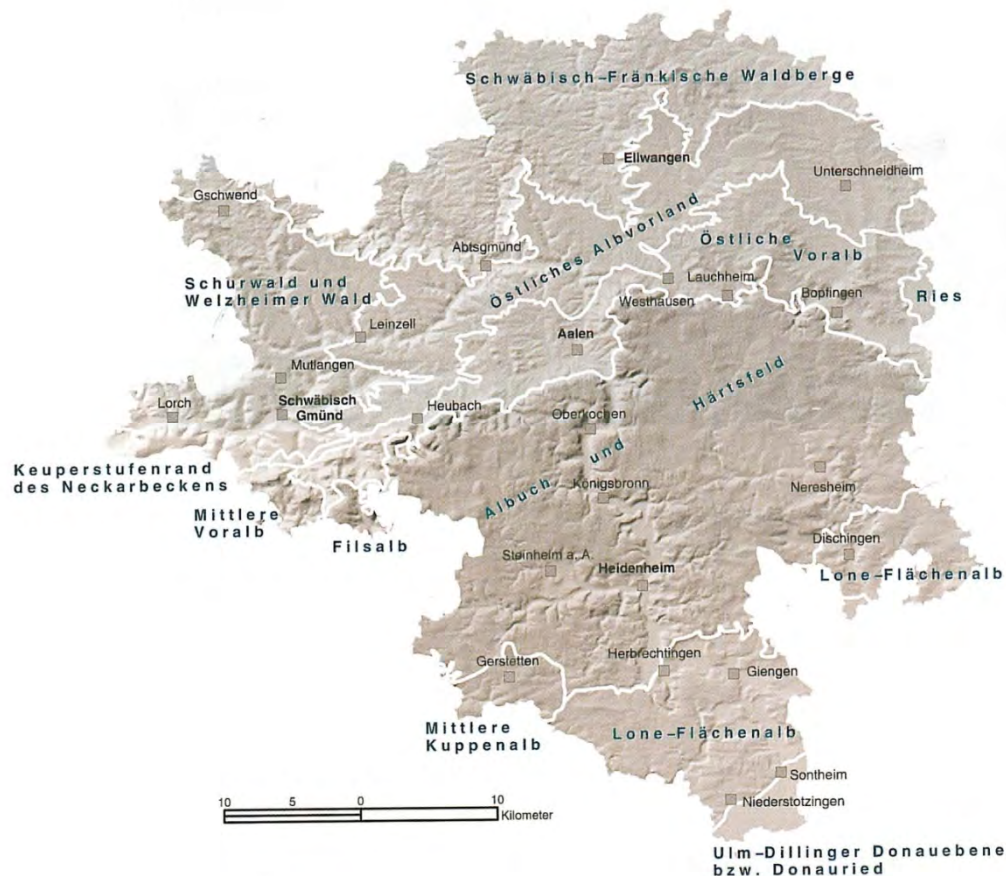 Schwäbisch-Fränkische Waldberge
Ellwangen
Unterschneidheim
Gschwend
Abtsgmünd
Östliches Albvorland
Östliche
Voralb
Schurwald und
Welzheimer Wald
Lauchheim
Westhausen
Bopfingen
Ries
Leinzell
Aalen
Mutlangen
Härtsfeld
Lorch
Schwäbisch
Gmünd
Heubach
Oberkochen
Keuperstufenrand
des Neckarbeckens
Albuch und
Königsbronn
Neresheim
Mittlere
Voralb
Filsalb
Dischingen
Steinheim a. A.
Heidenheim
Lone-Flächenalb
Herbrechtingen
Gerstetten
Giengen
Mittlere
Kuppenalb
Lone-Flächenalb
Sontheim
Niederstotzingen
10 5 0 10
Kilometer
Ulm-Dillinger Donauebene
bzw. Donauried